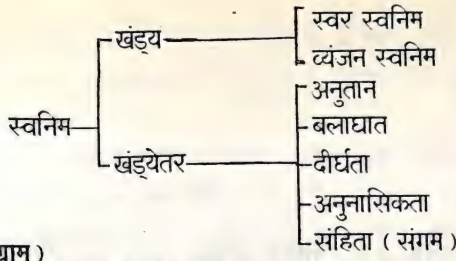 स्वर स्वनिम
खंड्य
व्यंजन स्वनिम
अनुतान
स्वनिम
बलाघात
खंड्येतर
दीर्घता
अनुनासिकता
संहिता ( संगम )